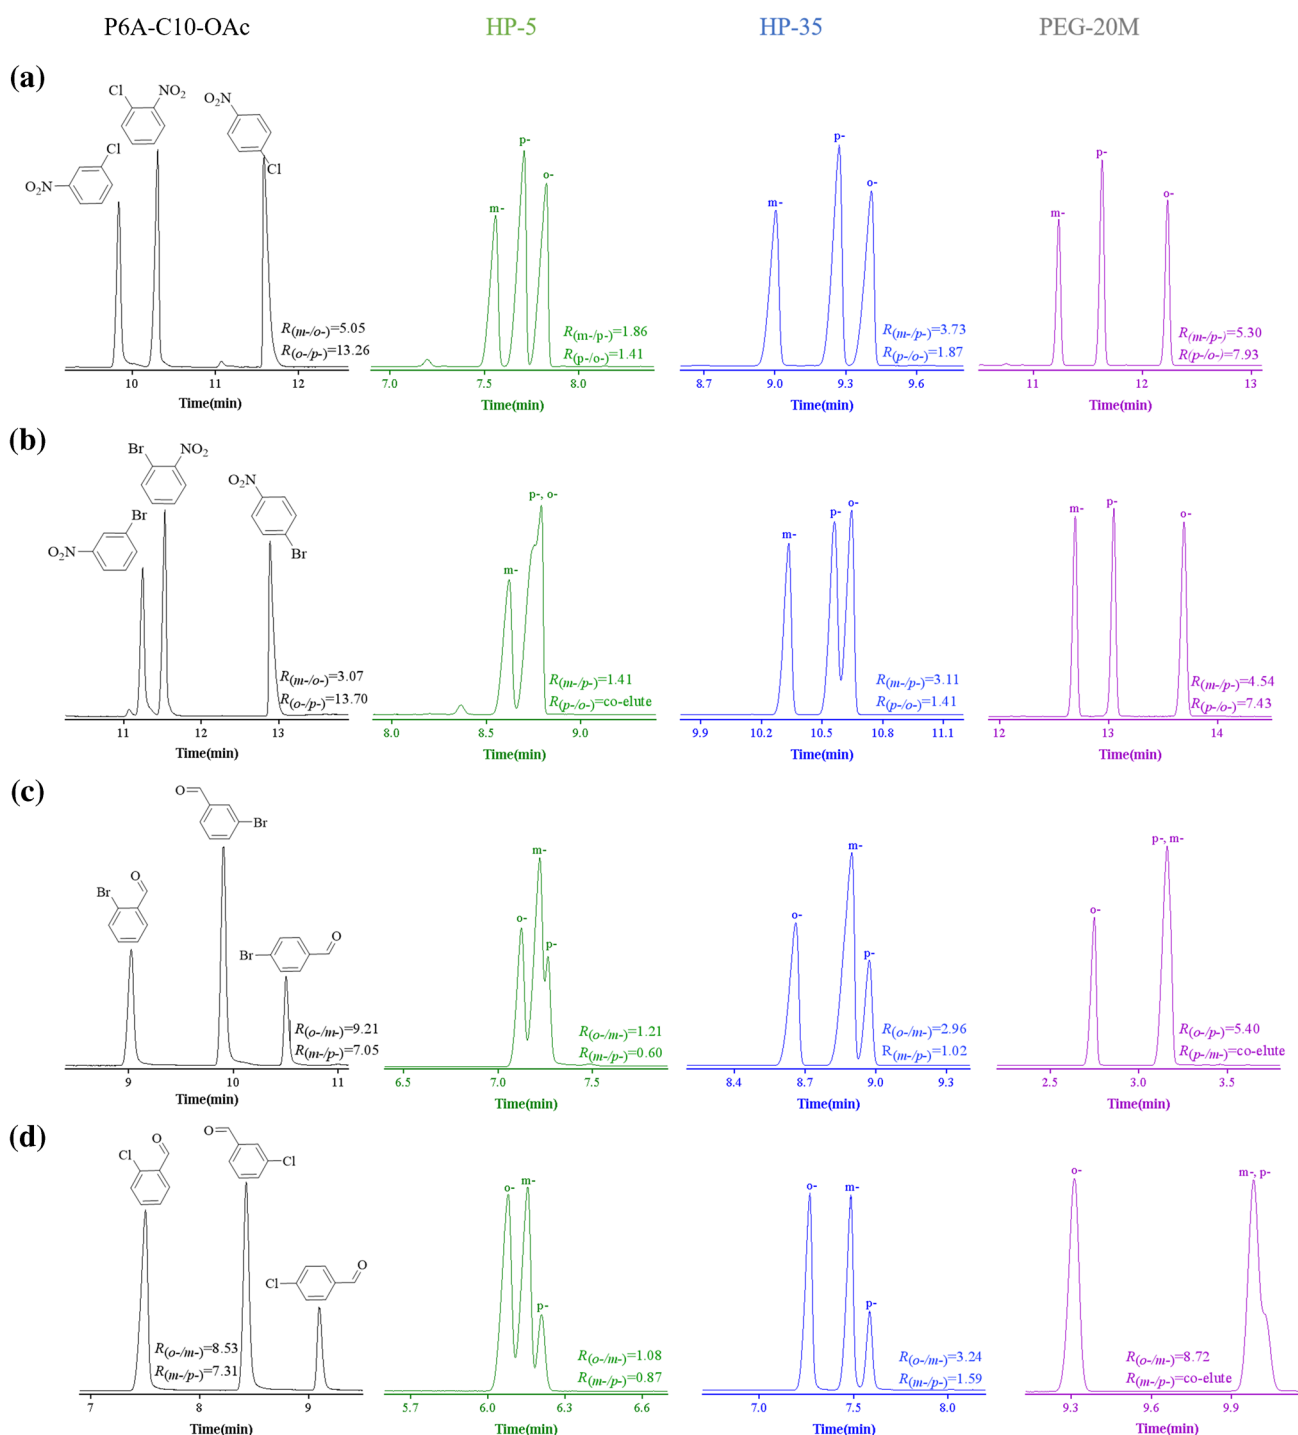 P6A-C10-OAc HP-5 HP-35 PEG-20M
(a)
Cl NO₂ O₂N Cl
Cl
O₂N
m- p- o-
m- p- o-
m- p- o-
R(m-/o-)=5.05
R(o-/p-)=13.26
R(m-/p-)=1.86
R(p-/o-)=1.41
R(m-/p-)=3.73
R(p-/o-)=1.87
R(m-/p-)=5.30
R(p-/o-)=7.93
10 11 12
7.0 7.5 8.0
8.7 9.0 9.3 9.6
11 12 13
Time(min) Time(min) Time(min) Time(min)
(b)
Br NO₂ O₂N Br
Br
O₂N
m- p-, o-
m- p- o-
m- p- o-
R(m-/o-)=3.07
R(o-/p-)=13.70
R(m-/p-)=1.41
R(p-/o-)=co-elute
R(m-/p-)=3.11
R(p-/o-)=1.41
R(m-/p-)=4.54
R(p-/o-)=7.43
11 12 13
8.0 8.5 9.0
9.9 10.2 10.5 10.8 11.1
12 13 14
Time(min) Time(min) Time(min) Time(min)
(c)
O Br
Br O
Br O
o- m- p-
o- m- p-
o- p-, m-
R(o-/m-)=9.21
R(m-/p-)=7.05
R(o-/m-)=1.21
R(m-/p-)=0.60
R(o-/m-)=2.96
R(m-/p-)=1.02
R(o-/p-)=5.40
R(p-/m-)=co-elute
9 10 11
6.5 7.0 7.5
8.4 8.7 9.0 9.3
2.5 3.0 3.5
Time(min) Time(min) Time(min) Time(min)
(d)
Cl O
O Cl
Cl O
o- m- p-
o- m- p-
o- m-, p-
R(o-/m-)=8.53
R(m-/p-)=7.31
R(o-/m-)=1.08
R(m-/p-)=0.87
R(o-/m-)=3.24
R(m-/p-)=1.59
R(o-/m-)=8.72
R(m-/p-)=co-elute
7 8 9
5.7 6.0 6.3 6.6
7.0 7.5 8.0
9.3 9.6 9.9
Time(min) Time(min) Time(min) Time(min)